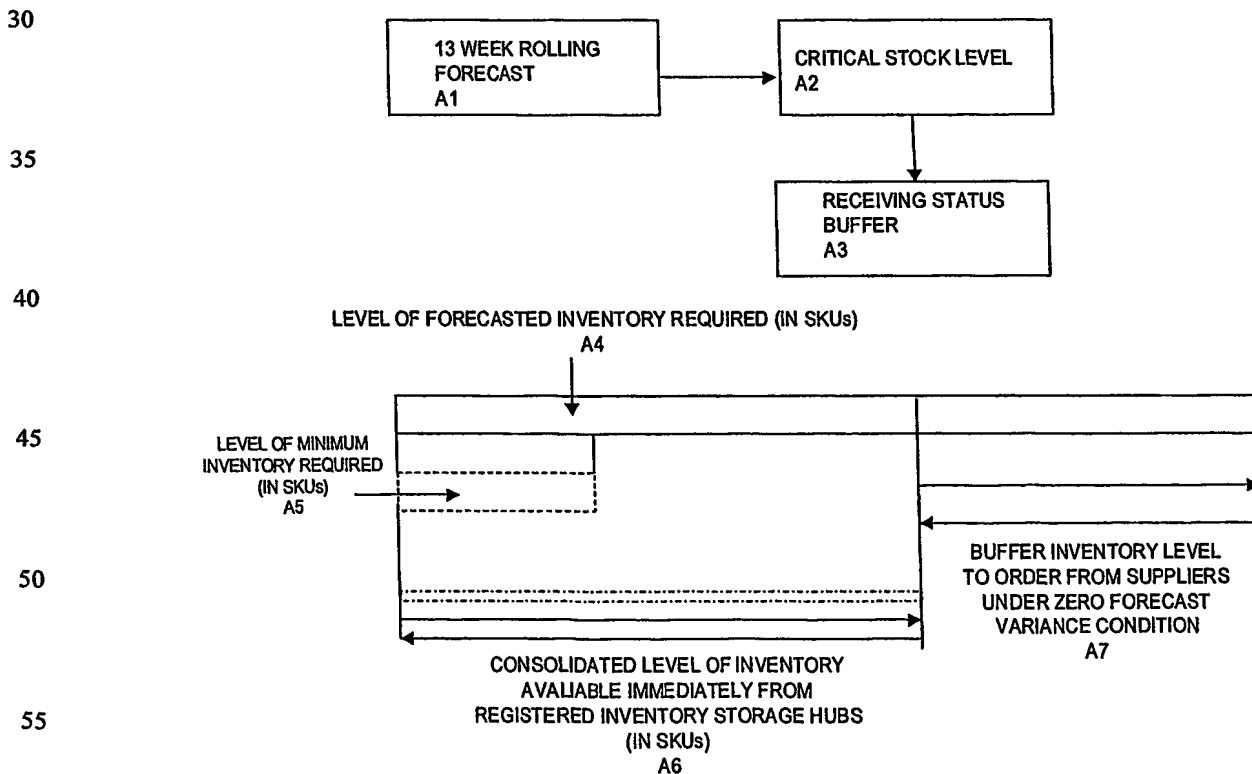 30
13 WEEK ROLLING
FORECAST
A1
CRITICAL STOCK LEVEL
A2
35
RECEIVING STATUS
BUFFER
A3
40
LEVEL OF FORECASTED INVENTORY REQUIRED (IN SKUs)
A4
45
LEVEL OF MINIMUM
INVENTORY REQUIRED
(IN SKUs)
A5
50
BUFFER INVENTORY LEVEL
TO ORDER FROM SUPPLIERS
UNDER ZERO FORECAST
VARIANCE CONDITION
A7
CONSOLIDATED LEVEL OF INVENTORY
AVALIABLE IMMEDIATELY FROM
REGISTERED INVENTORY STORAGE HUBS
(IN SKUs)
A6
55